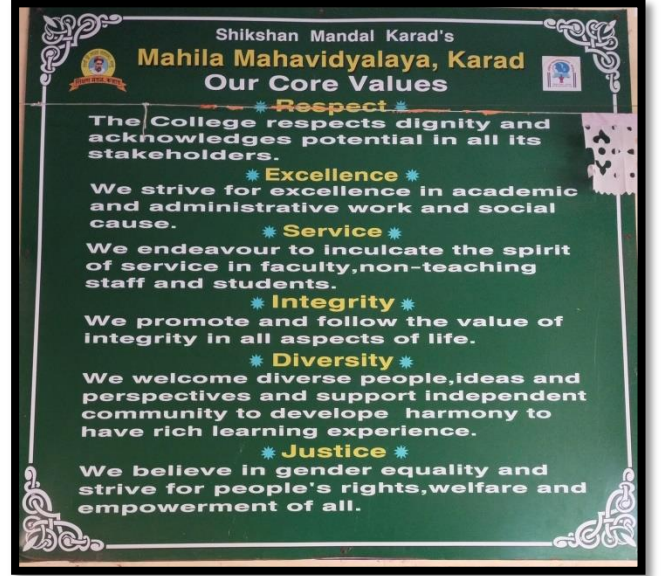 Shikshan Mandal Karad's
Mahila Mahavidyalaya, Karad
Our Core Values
Respect
The College respects dignity and
acknowledges potential in all its
stakeholders.
Excellence
We strive for excellence in academic
and administrative work and social
cause.
Service
We endeavour to inculcate the spirit
of service in faculty,non-teaching
staff and students.
Integrity
We promote and follow the value of
integrity in all aspects of life.
Diversity
We welcome diverse people,ideas and
perspectives and support independent
community to develope harmony to
have rich learning experience.
Justice
We believe in gender equality and
strive for people's rights,welfare and
empowerment of all.